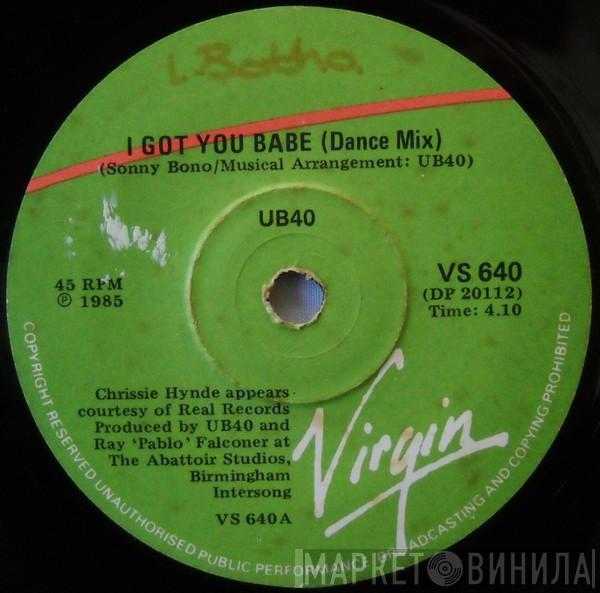 L. Botha.
I GOT YOU BABE (Dance Mix)
(Sonny Bono/Musical Arrangement: UB40)
UB40
45 RPM
Ⓟ 1985
VS 640
(DP 20112)
Time: 4.10
Chrissie Hynde appears
courtesy of Real Records
Produced by UB40 and
Ray ‘Pablo’ Falconer at
The Abattoir Studios,
Birmingham
Intersong
VS 640A
Virgin
COPYRIGHT RESERVED UNAUTHORISED PUBLIC PERFORMANCE BROADCASTING AND COPYING PROHIBITED
МАРКЕТ ВИНИЛА